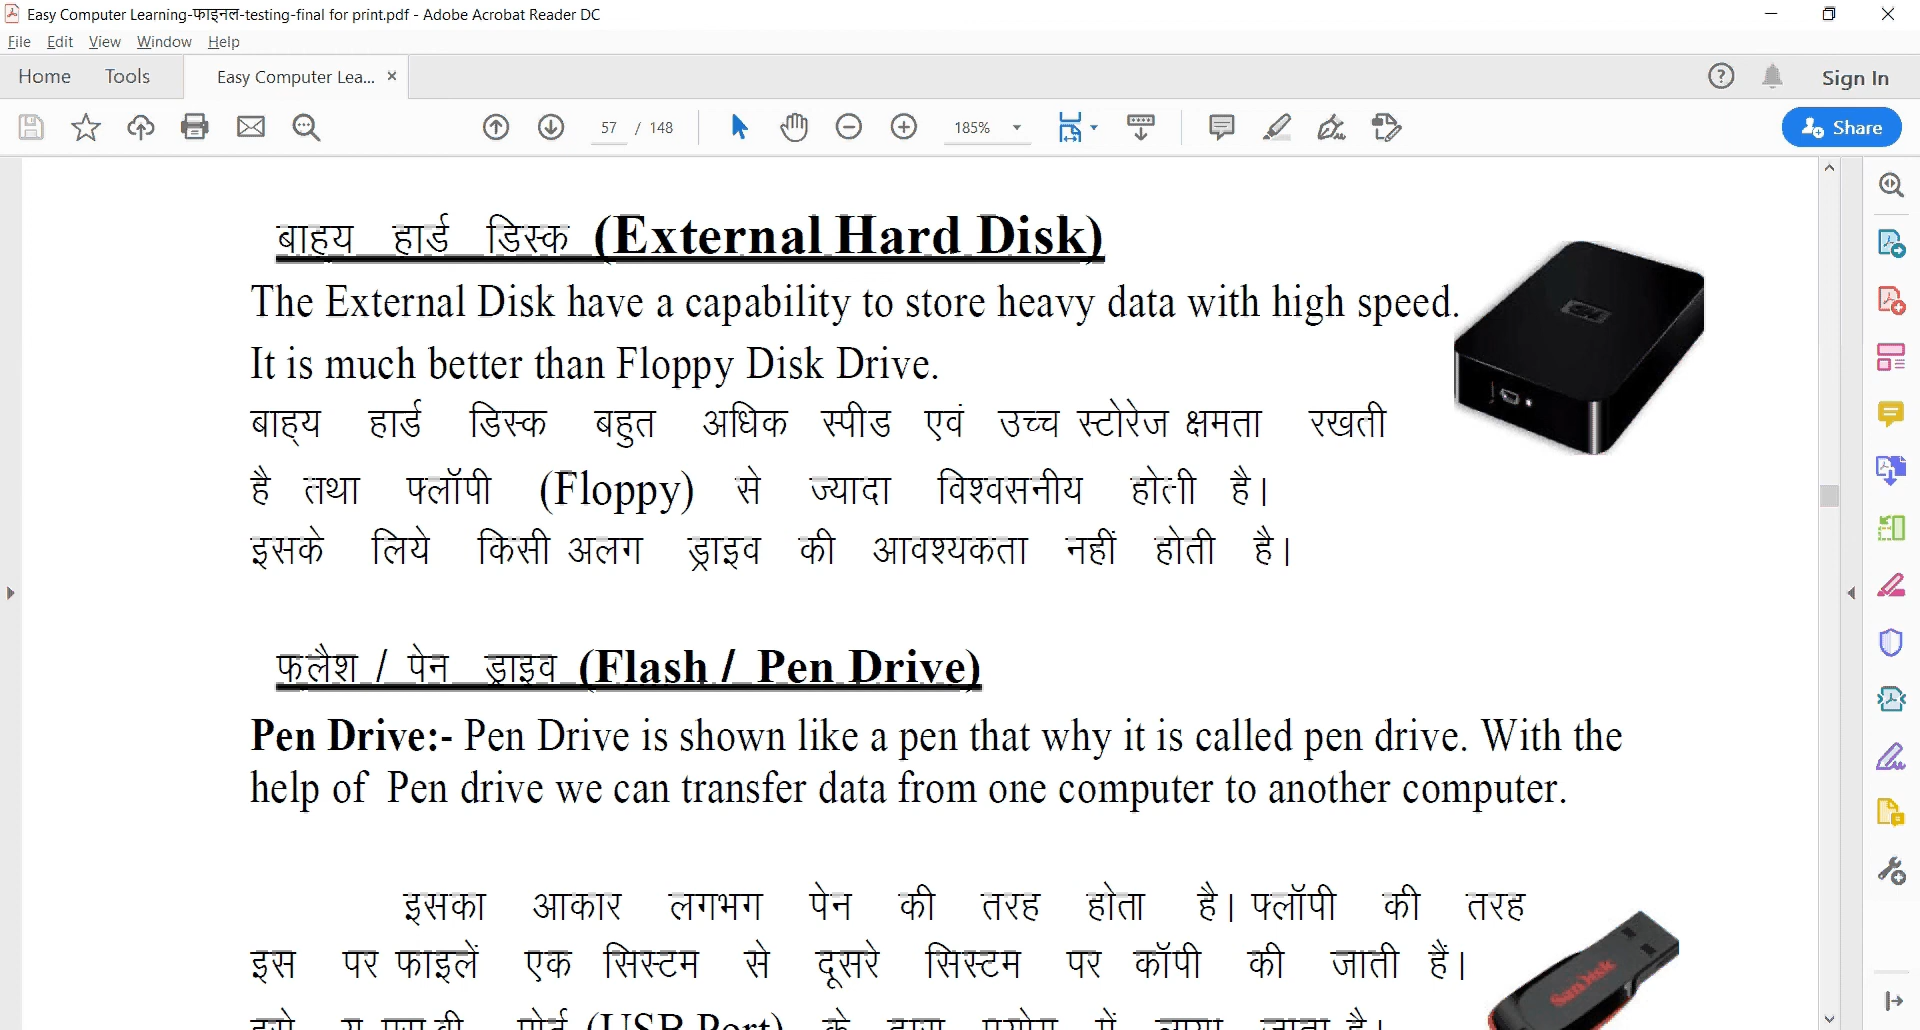 Easy Computer Learning-फाइनल-testing-final for print.pdf - Adobe Acrobat Reader DC
File Edit View Window Help
Home Tools Easy Computer Lea... Sign In
57 / 148 185% Share
बाहय हार्ड डिस्क (External Hard Disk)
The External Disk have a capability to store heavy data with high speed.
It is much better than Floppy Disk Drive.
बाह्य हार्ड डिस्क बहुत अधिक स्पीड एवं उच्च स्टोरेज क्षमता रखती
है तथा फ्लॉपी (Floppy) से ज्यादा विश्वसनीय होती है।
इसके लिये किसी अलग ड्राइव की आवश्यकता नहीं होती है।
फलैश / पेन ड्राइव (Flash / Pen Drive)
Pen Drive:- Pen Drive is shown like a pen that why it is called pen drive. With the
help of Pen drive we can transfer data from one computer to another computer.
इसका आकार लगभग पेन की तरह होता है। फ्लॉपी की तरह
इस पर फाइलें एक सिस्टम से दूसरे सिस्टम पर कॉपी की जाती हैं।
SanDisk
(USB Port)